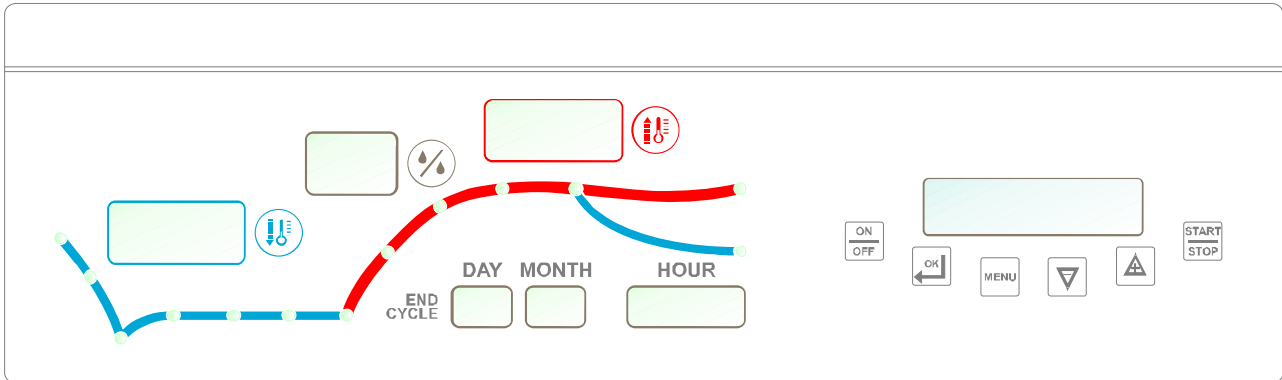 DAY MONTH HOUR
END
CYCLE
ON
OFF
OK
MENU
START
STOP